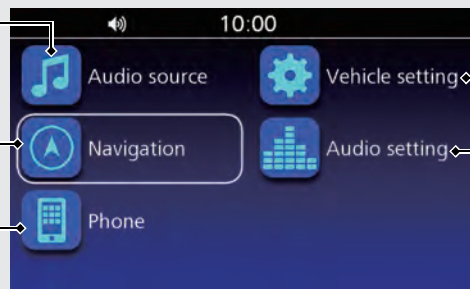 10:00
Audio source
Vehicle setting
Navigation
Audio setting
Phone